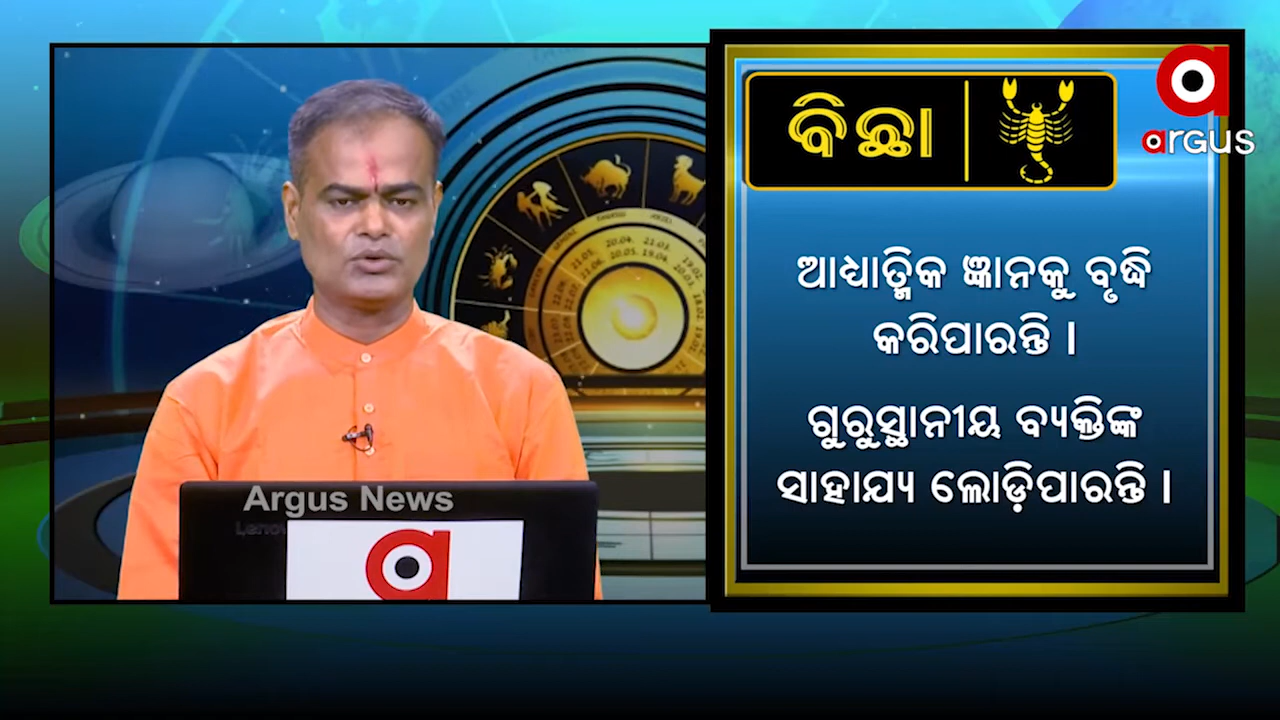 ବିଛା
argus
ଆଧ୍ୟାତ୍ମିକ ଜ୍ଞାନକୁ ବୃଦ୍ଧି
କରିପାରନ୍ତି ।
ଗୁରୁସ୍ଥାନୀୟ ବ୍ୟକ୍ତିଙ୍କ
ସାହାଯ୍ୟ ଲୋଡ଼ିପାରନ୍ତି ।
Argus News